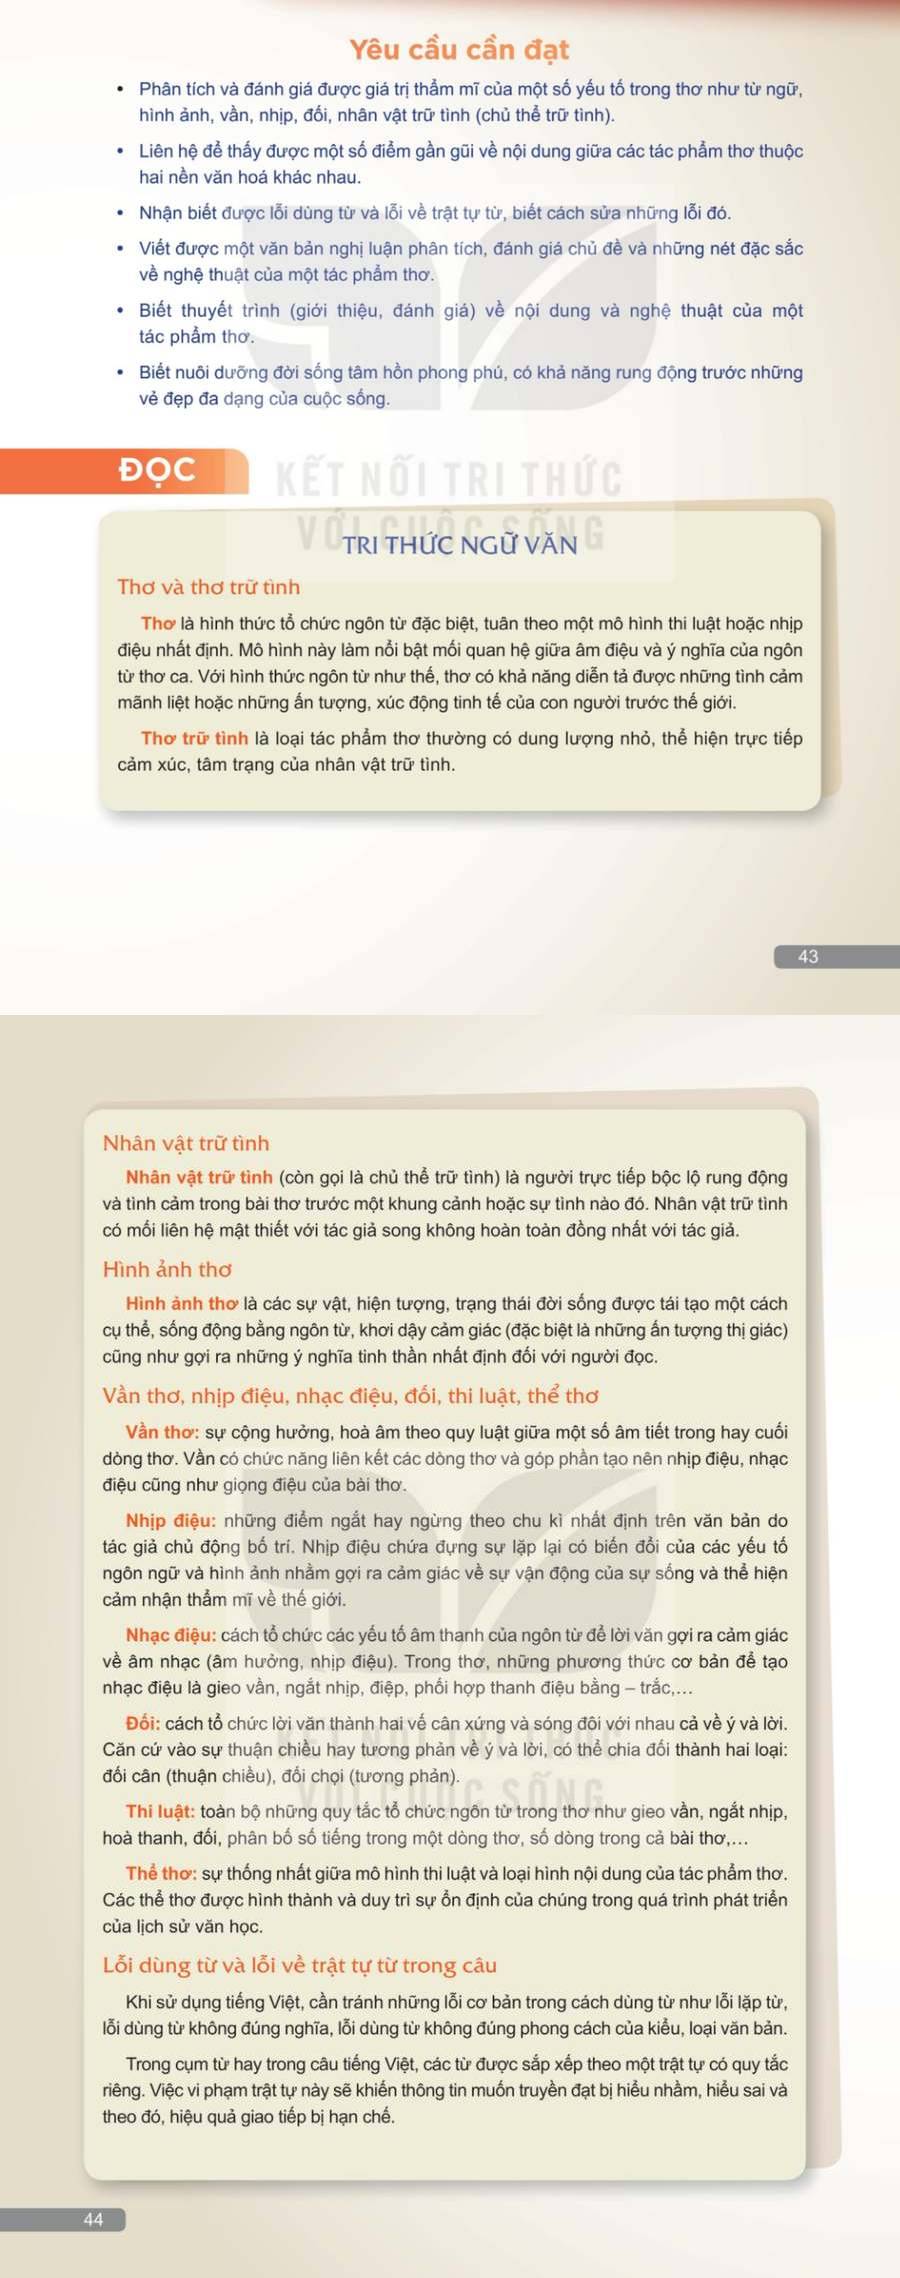 Yêu cầu cần đạt
• Phân tích và đánh giá được giá trị thẩm mĩ của một số yếu tố trong thơ như từ ngữ,
hình ảnh, vần, nhịp, đối, nhân vật trữ tình (chủ thể trữ tình).
• Liên hệ để thấy được một số điểm gần gũi về nội dung giữa các tác phẩm thơ thuộc
hai nền văn hoá khác nhau.
• Nhận biết được lỗi dùng từ và lỗi về trật tự từ, biết cách sửa những lỗi đó.
• Viết được một văn bản nghị luận phân tích, đánh giá chủ đề và những nét đặc sắc
về nghệ thuật của một tác phẩm thơ.
• Biết thuyết trình (giới thiệu, đánh giá) về nội dung và nghệ thuật của một
tác phẩm thơ.
• Biết nuôi dưỡng đời sống tâm hồn phong phú, có khả năng rung động trước những
vẻ đẹp đa dạng của cuộc sống.
ĐỌC
KẾT NỐI TRI THỨC
VỚI CUỘC SỐNG
TRI THỨC NGỮ VĂN
Thơ và thơ trữ tình
Thơ là hình thức tổ chức ngôn từ đặc biệt, tuân theo một mô hình thi luật hoặc nhịp
điệu nhất định. Mô hình này làm nổi bật mối quan hệ giữa âm điệu và ý nghĩa của ngôn
từ thơ ca. Với hình thức ngôn từ như thế, thơ có khả năng diễn tả được những tình cảm
mãnh liệt hoặc những ấn tượng, xúc động tinh tế của con người trước thế giới.
Thơ trữ tình là loại tác phẩm thơ thường có dung lượng nhỏ, thể hiện trực tiếp
cảm xúc, tâm trạng của nhân vật trữ tình.
43
Nhân vật trữ tình
Nhân vật trữ tình (còn gọi là chủ thể trữ tình) là người trực tiếp bộc lộ rung động
và tình cảm trong bài thơ trước một khung cảnh hoặc sự tình nào đó. Nhân vật trữ tình
có mối liên hệ mật thiết với tác giả song không hoàn toàn đồng nhất với tác giả.
Hình ảnh thơ
Hình ảnh thơ là các sự vật, hiện tượng, trạng thái đời sống được tái tạo một cách
cụ thể, sống động bằng ngôn từ, khơi dậy cảm giác (đặc biệt là những ấn tượng thị giác)
cũng như gợi ra những ý nghĩa tinh thần nhất định đối với người đọc.
Vần thơ, nhịp điệu, nhạc điệu, đối, thi luật, thể thơ
Vần thơ: sự cộng hưởng, hoà âm theo quy luật giữa một số âm tiết trong hay cuối
dòng thơ. Vần có chức năng liên kết các dòng thơ và góp phần tạo nên nhịp điệu, nhạc
điệu cũng như giọng điệu của bài thơ.
Nhịp điệu: những điểm ngắt hay ngừng theo chu kì nhất định trên văn bản do
tác giả chủ động bố trí. Nhịp điệu chứa đựng sự lặp lại có biến đổi của các yếu tố
ngôn ngữ và hình ảnh nhằm gợi ra cảm giác về sự vận động của sự sống và thể hiện
cảm nhận thẩm mĩ về thế giới.
Nhạc điệu: cách tổ chức các yếu tố âm thanh của ngôn từ để lời văn gợi ra cảm giác
về âm nhạc (âm hưởng, nhịp điệu). Trong thơ, những phương thức cơ bản để tạo
nhạc điệu là gieo vần, ngắt nhịp, điệp, phối hợp thanh điệu bằng – trắc,...
Đối: cách tổ chức lời văn thành hai vế cân xứng và sóng đôi với nhau cả về ý và lời.
Căn cứ vào sự thuận chiều hay tương phản về ý và lời, có thể chia đối thành hai loại:
đối cân (thuận chiều), đối chọi (tương phản).
KẾT NỐI TRI THỨC
VỚI CUỘC SỐNG
Thi luật: toàn bộ những quy tắc tổ chức ngôn từ trong thơ như gieo vần, ngắt nhịp,
hoà thanh, đối, phân bố số tiếng trong một dòng thơ, số dòng trong cả bài thơ,...
Thể thơ: sự thống nhất giữa mô hình thi luật và loại hình nội dung của tác phẩm thơ.
Các thể thơ được hình thành và duy trì sự ổn định của chúng trong quá trình phát triển
của lịch sử văn học.
Lỗi dùng từ và lỗi về trật tự từ trong câu
Khi sử dụng tiếng Việt, cần tránh những lỗi cơ bản trong cách dùng từ như lỗi lặp từ,
lỗi dùng từ không đúng nghĩa, lỗi dùng từ không đúng phong cách của kiểu, loại văn bản.
Trong cụm từ hay trong câu tiếng Việt, các từ được sắp xếp theo một trật tự có quy tắc
riêng. Việc vi phạm trật tự này sẽ khiến thông tin muốn truyền đạt bị hiểu nhầm, hiểu sai và
theo đó, hiệu quả giao tiếp bị hạn chế.
44